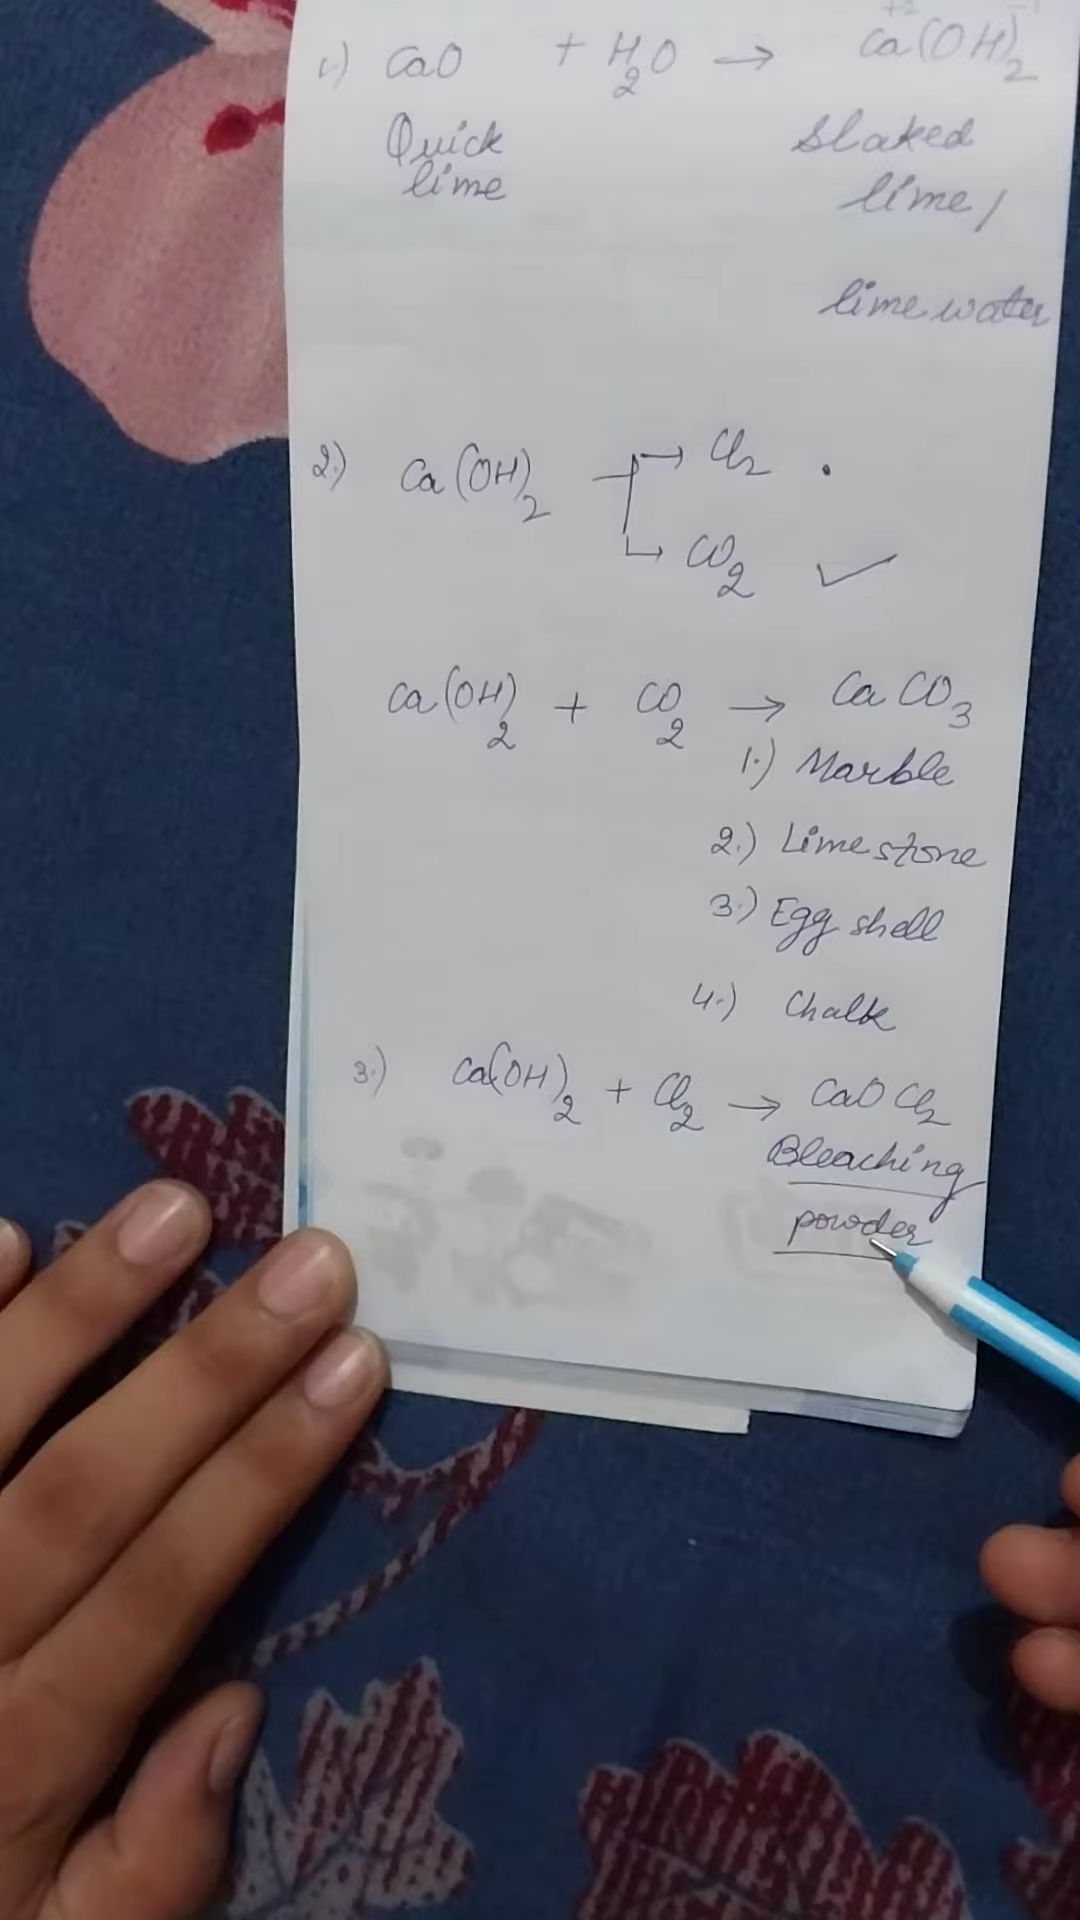 +2 -1
1.) CaO + H2O → Ca(OH)2
Quick Slaked
lime lime/
lime water
2.) Ca(OH)2 → Cl2 .
→ CO2 ✓
Ca(OH)2 + CO2 → CaCO3
1.) Marble
2.) Lime stone
3.) Egg shell
4.) Chalk
3.) Ca(OH)2 + Cl2 → CaOCl2
Bleaching
powder